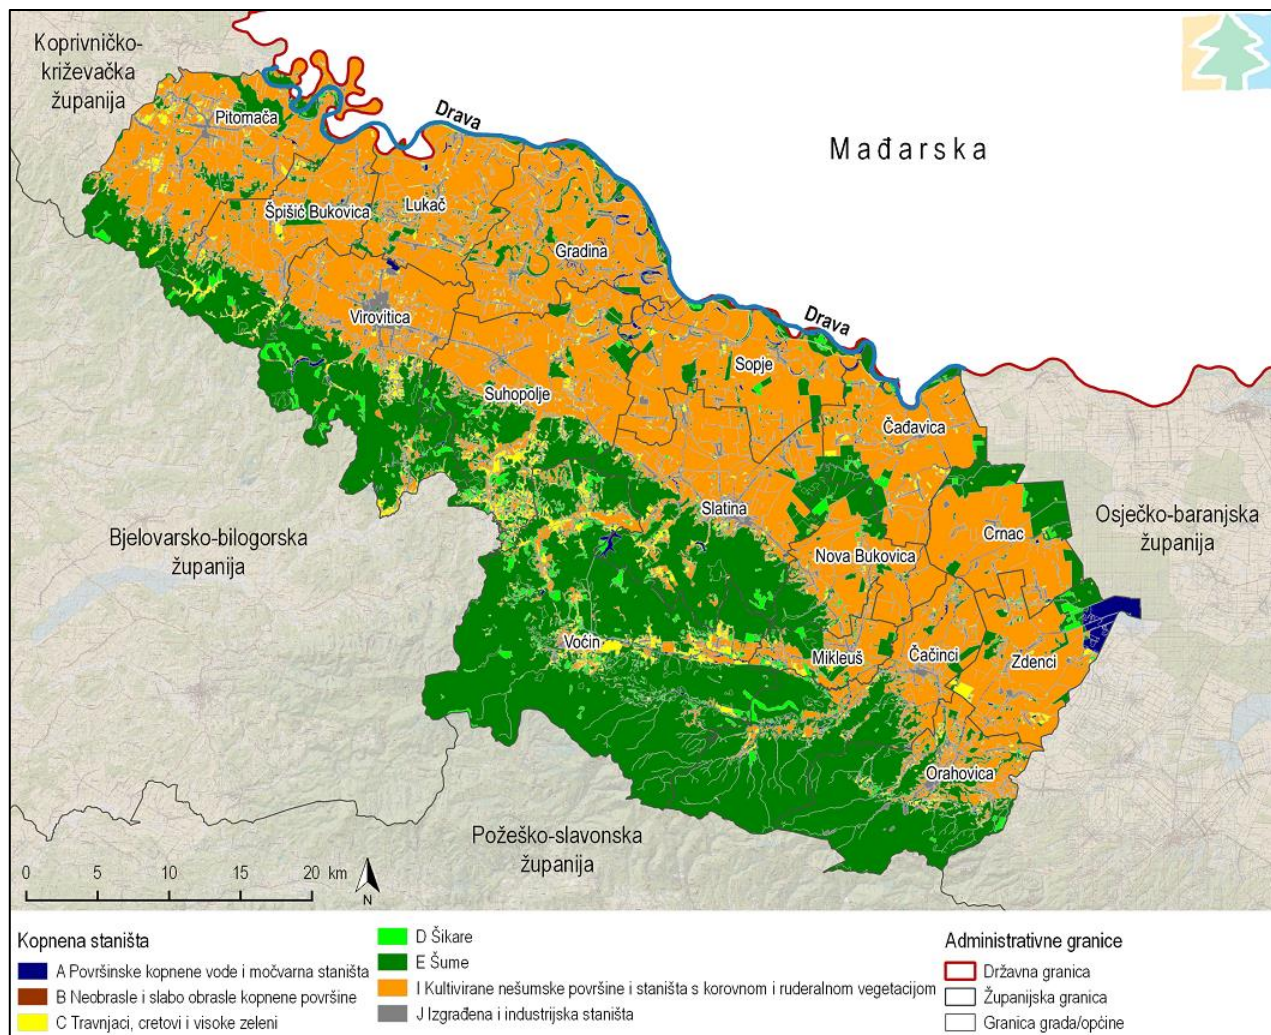 Koprivničko-
križevačka
županija
Pitomača
Drava
Mađarska
Špišić Bukovica
Lukač
Gradina
Virovitica
Drava
Sopje
Suhopolje
Čađavica
Slatina
Osječko-baranjska
županija
Crnac
Bjelovarsko-bilogorska
županija
Nova Bukovica
Voćin
Mikleuš
Čačinci
Zdenci
Orahovica
Požeško-slavonska
županija
0 5 10 15 20 km
N
Kopnena staništa
A Površinske kopnene vode i močvarna staništa
B Neobrasle i slabo obrasle kopnene površine
C Travnjaci, cretovi i visoke zeleni
D Šikare
E Šume
I Kultivirane nešumske površine i staništa s korovnom i ruderalnom vegetacijom
J Izgrađena i industrijska staništa
Administrativne granice
Državna granica
Županijska granica
Granica grada/općine